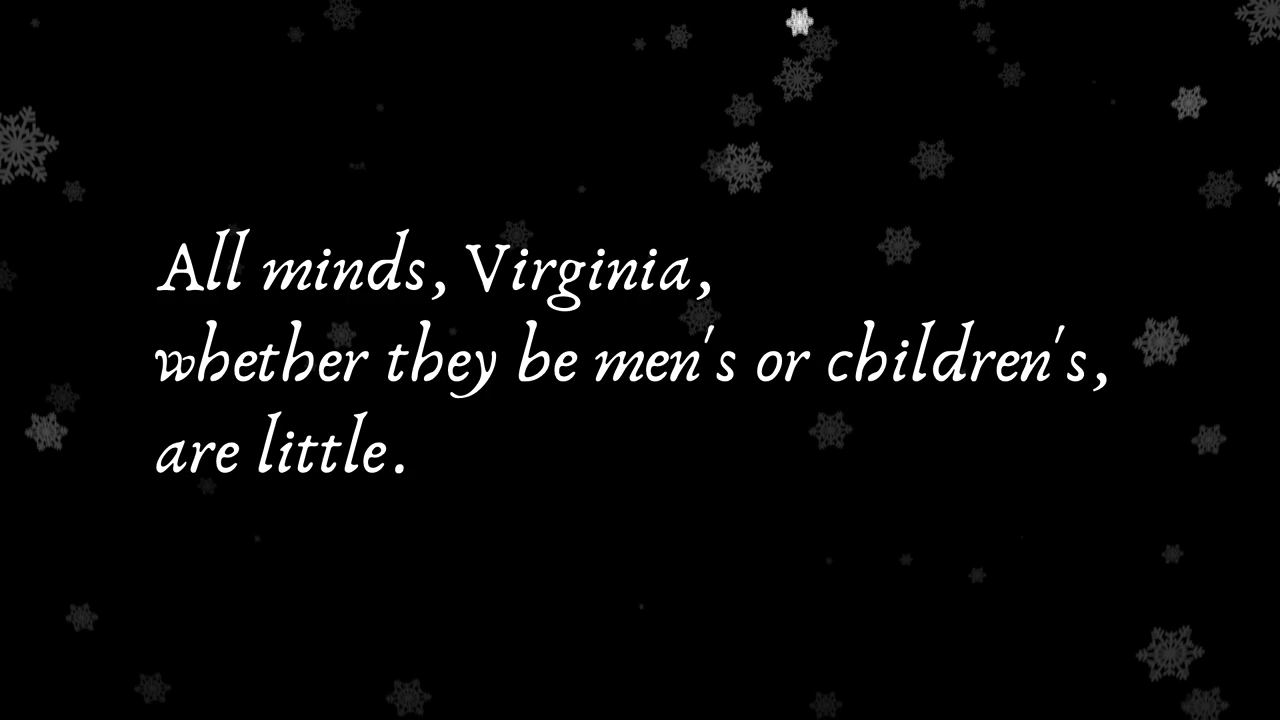 All minds, Virginia,
whether they be men's or children's,
are little.